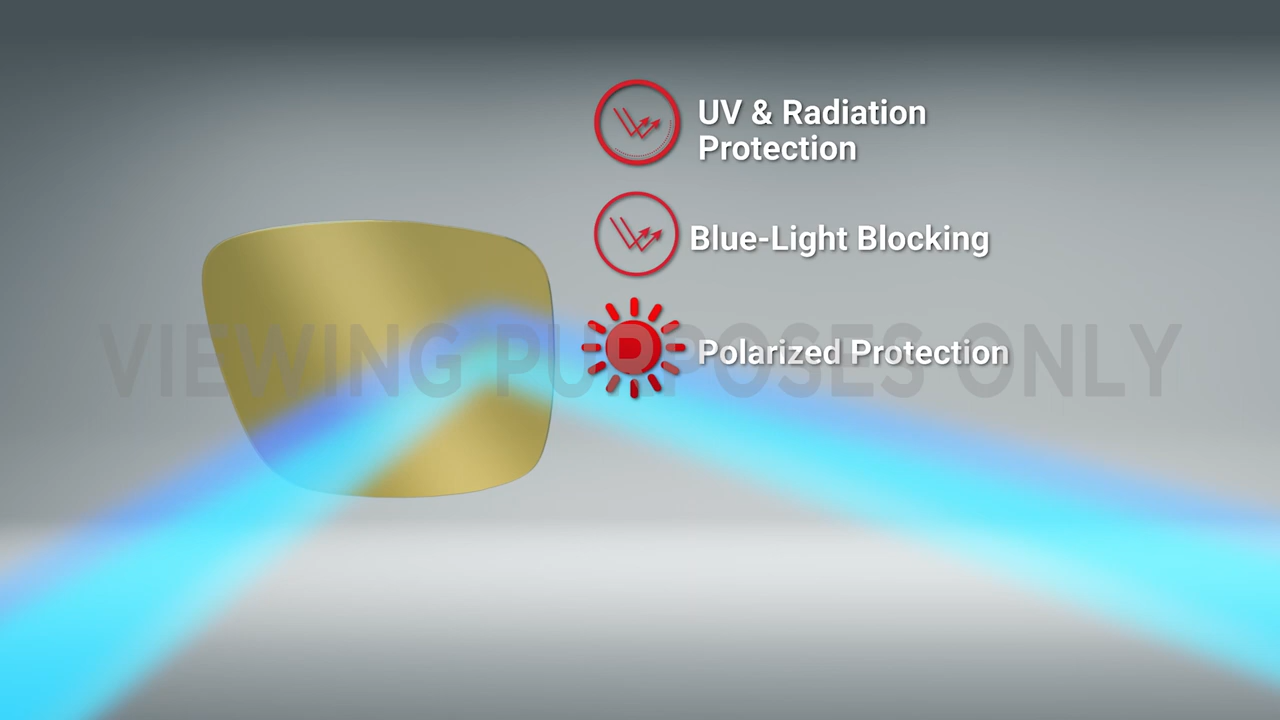 UV & Radiation
Protection
Blue-Light Blocking
Polarized Protection
VIEWING PURPOSES ONLY